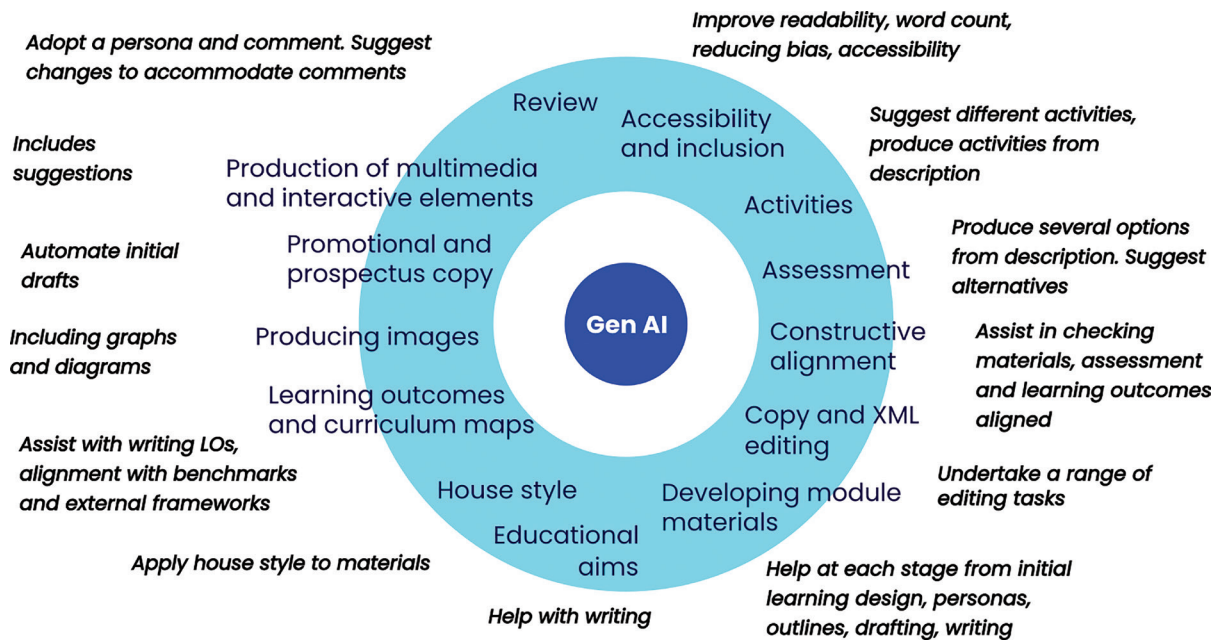 Improve readability, word count,
reducing bias, accessibility
Adopt a persona and comment. Suggest
changes to accommodate comments
Review
Accessibility
and inclusion
Suggest different activities,
produce activities from
description
Includes
suggestions
Production of multimedia
and interactive elements
Activities
Produce several options
from description. Suggest
alternatives
Automate initial
drafts
Promotional and
prospectus copy
Assessment
Gen AI
Including graphs
and diagrams
Producing images
Constructive
alignment
Assist in checking
materials, assessment
and learning outcomes
aligned
Learning outcomes
and curriculum maps
Copy and XML
editing
Assist with writing LOs,
alignment with benchmarks
and external frameworks
Undertake a range of
editing tasks
House style
Developing module
materials
Apply house style to materials
Educational
aims
Help at each stage from initial
learning design, personas,
outlines, drafting, writing
Help with writing